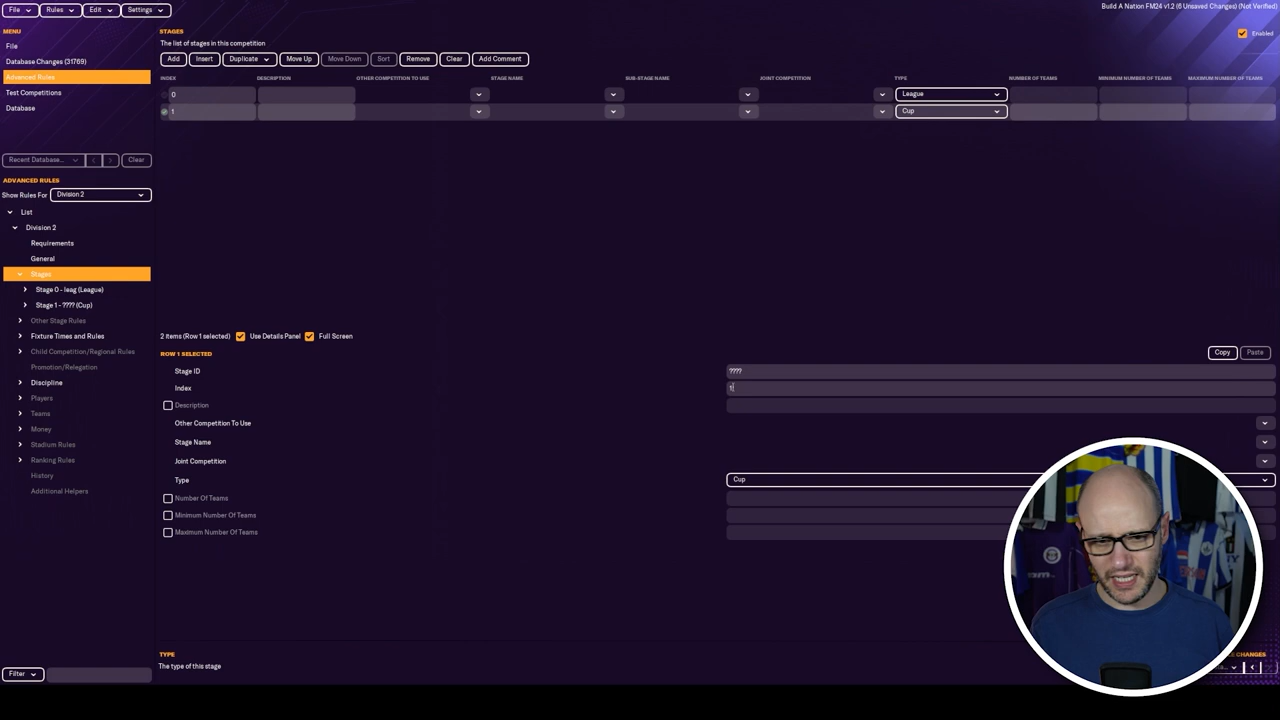 File Rules Edit Settings
Build A Nation FM24 v1.2 (6 Unsaved Changes) (Not Verified)
MENU
File
Database Changes (31769)
Advanced Rules
Test Competitions
Database
Recent Database... Clear
ADVANCED RULES
Show Rules For Division 2
List
Division 2
Requirements
General
Stages
Stage 0 - leag (League)
Stage 1 - ???? (Cup)
Other Stage Rules
Fixture Times and Rules
Child Competition/Regional Rules
Promotion/Relegation
Discipline
Players
Teams
Money
Stadium Rules
Ranking Rules
History
Additional Helpers
Filter
STAGES
Enabled
The list of stages in this competition
Add Insert Duplicate Move Up Move Down Sort Remove Clear Add Comment
INDEX DESCRIPTION OTHER COMPETITION TO USE STAGE NAME SUB-STAGE NAME JOINT COMPETITION TYPE NUMBER OF TEAMS MINIMUM NUMBER OF TEAMS MAXIMUM NUMBER OF TEAMS
0 League
1 Cup
2 items (Row 1 selected) Use Details Panel Full Screen
ROW 1 SELECTED Copy Paste
Stage ID ????
Index 1
Description
Other Competition To Use
Stage Name
Joint Competition
Type Cup
Number Of Teams
Minimum Number Of Teams
Maximum Number Of Teams
TYPE
The type of this stage
CHANGES